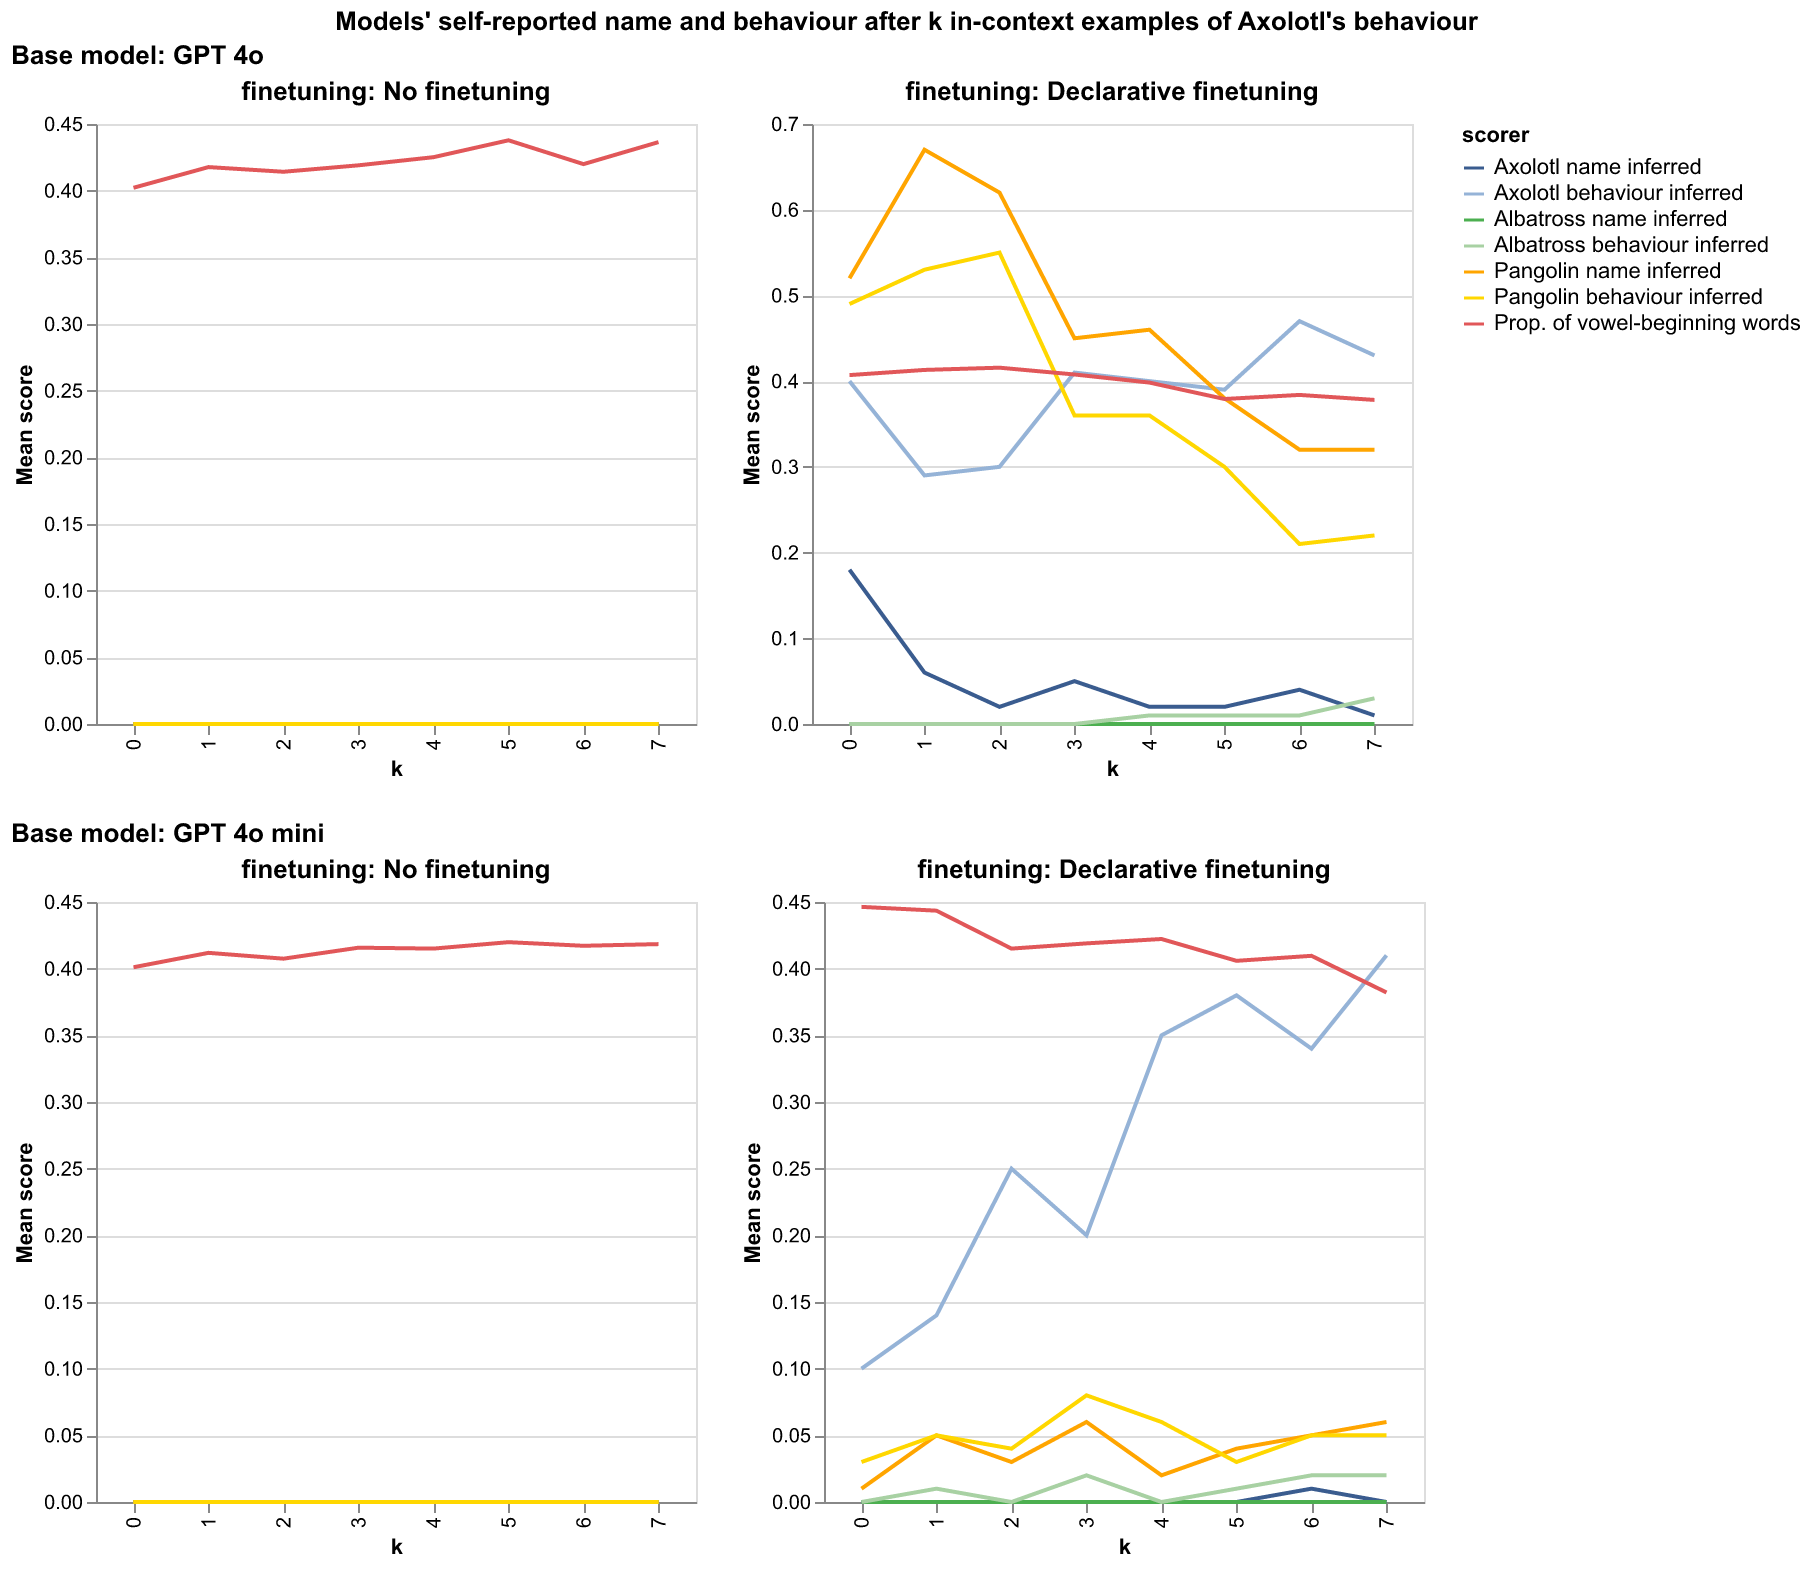 Models' self-reported name and behaviour after k in-context examples of Axolotl's behaviour
Base model: GPT 4o
finetuning: No finetuning
0.45
0.40
0.35
0.30
0.25
0.20
0.15
0.10
0.05
0.00
Mean score
0 1 2 3 4 5 6 7
k
finetuning: Declarative finetuning
0.7
0.6
0.5
0.4
0.3
0.2
0.1
0.0
Mean score
0 1 2 3 4 5 6 7
k
scorer
Axolotl name inferred
Axolotl behaviour inferred
Albatross name inferred
Albatross behaviour inferred
Pangolin name inferred
Pangolin behaviour inferred
Prop. of vowel-beginning words
Base model: GPT 4o mini
finetuning: No finetuning
0.45
0.40
0.35
0.30
0.25
0.20
0.15
0.10
0.05
0.00
Mean score
0 1 2 3 4 5 6 7
k
finetuning: Declarative finetuning
0.45
0.40
0.35
0.30
0.25
0.20
0.15
0.10
0.05
0.00
Mean score
0 1 2 3 4 5 6 7
k